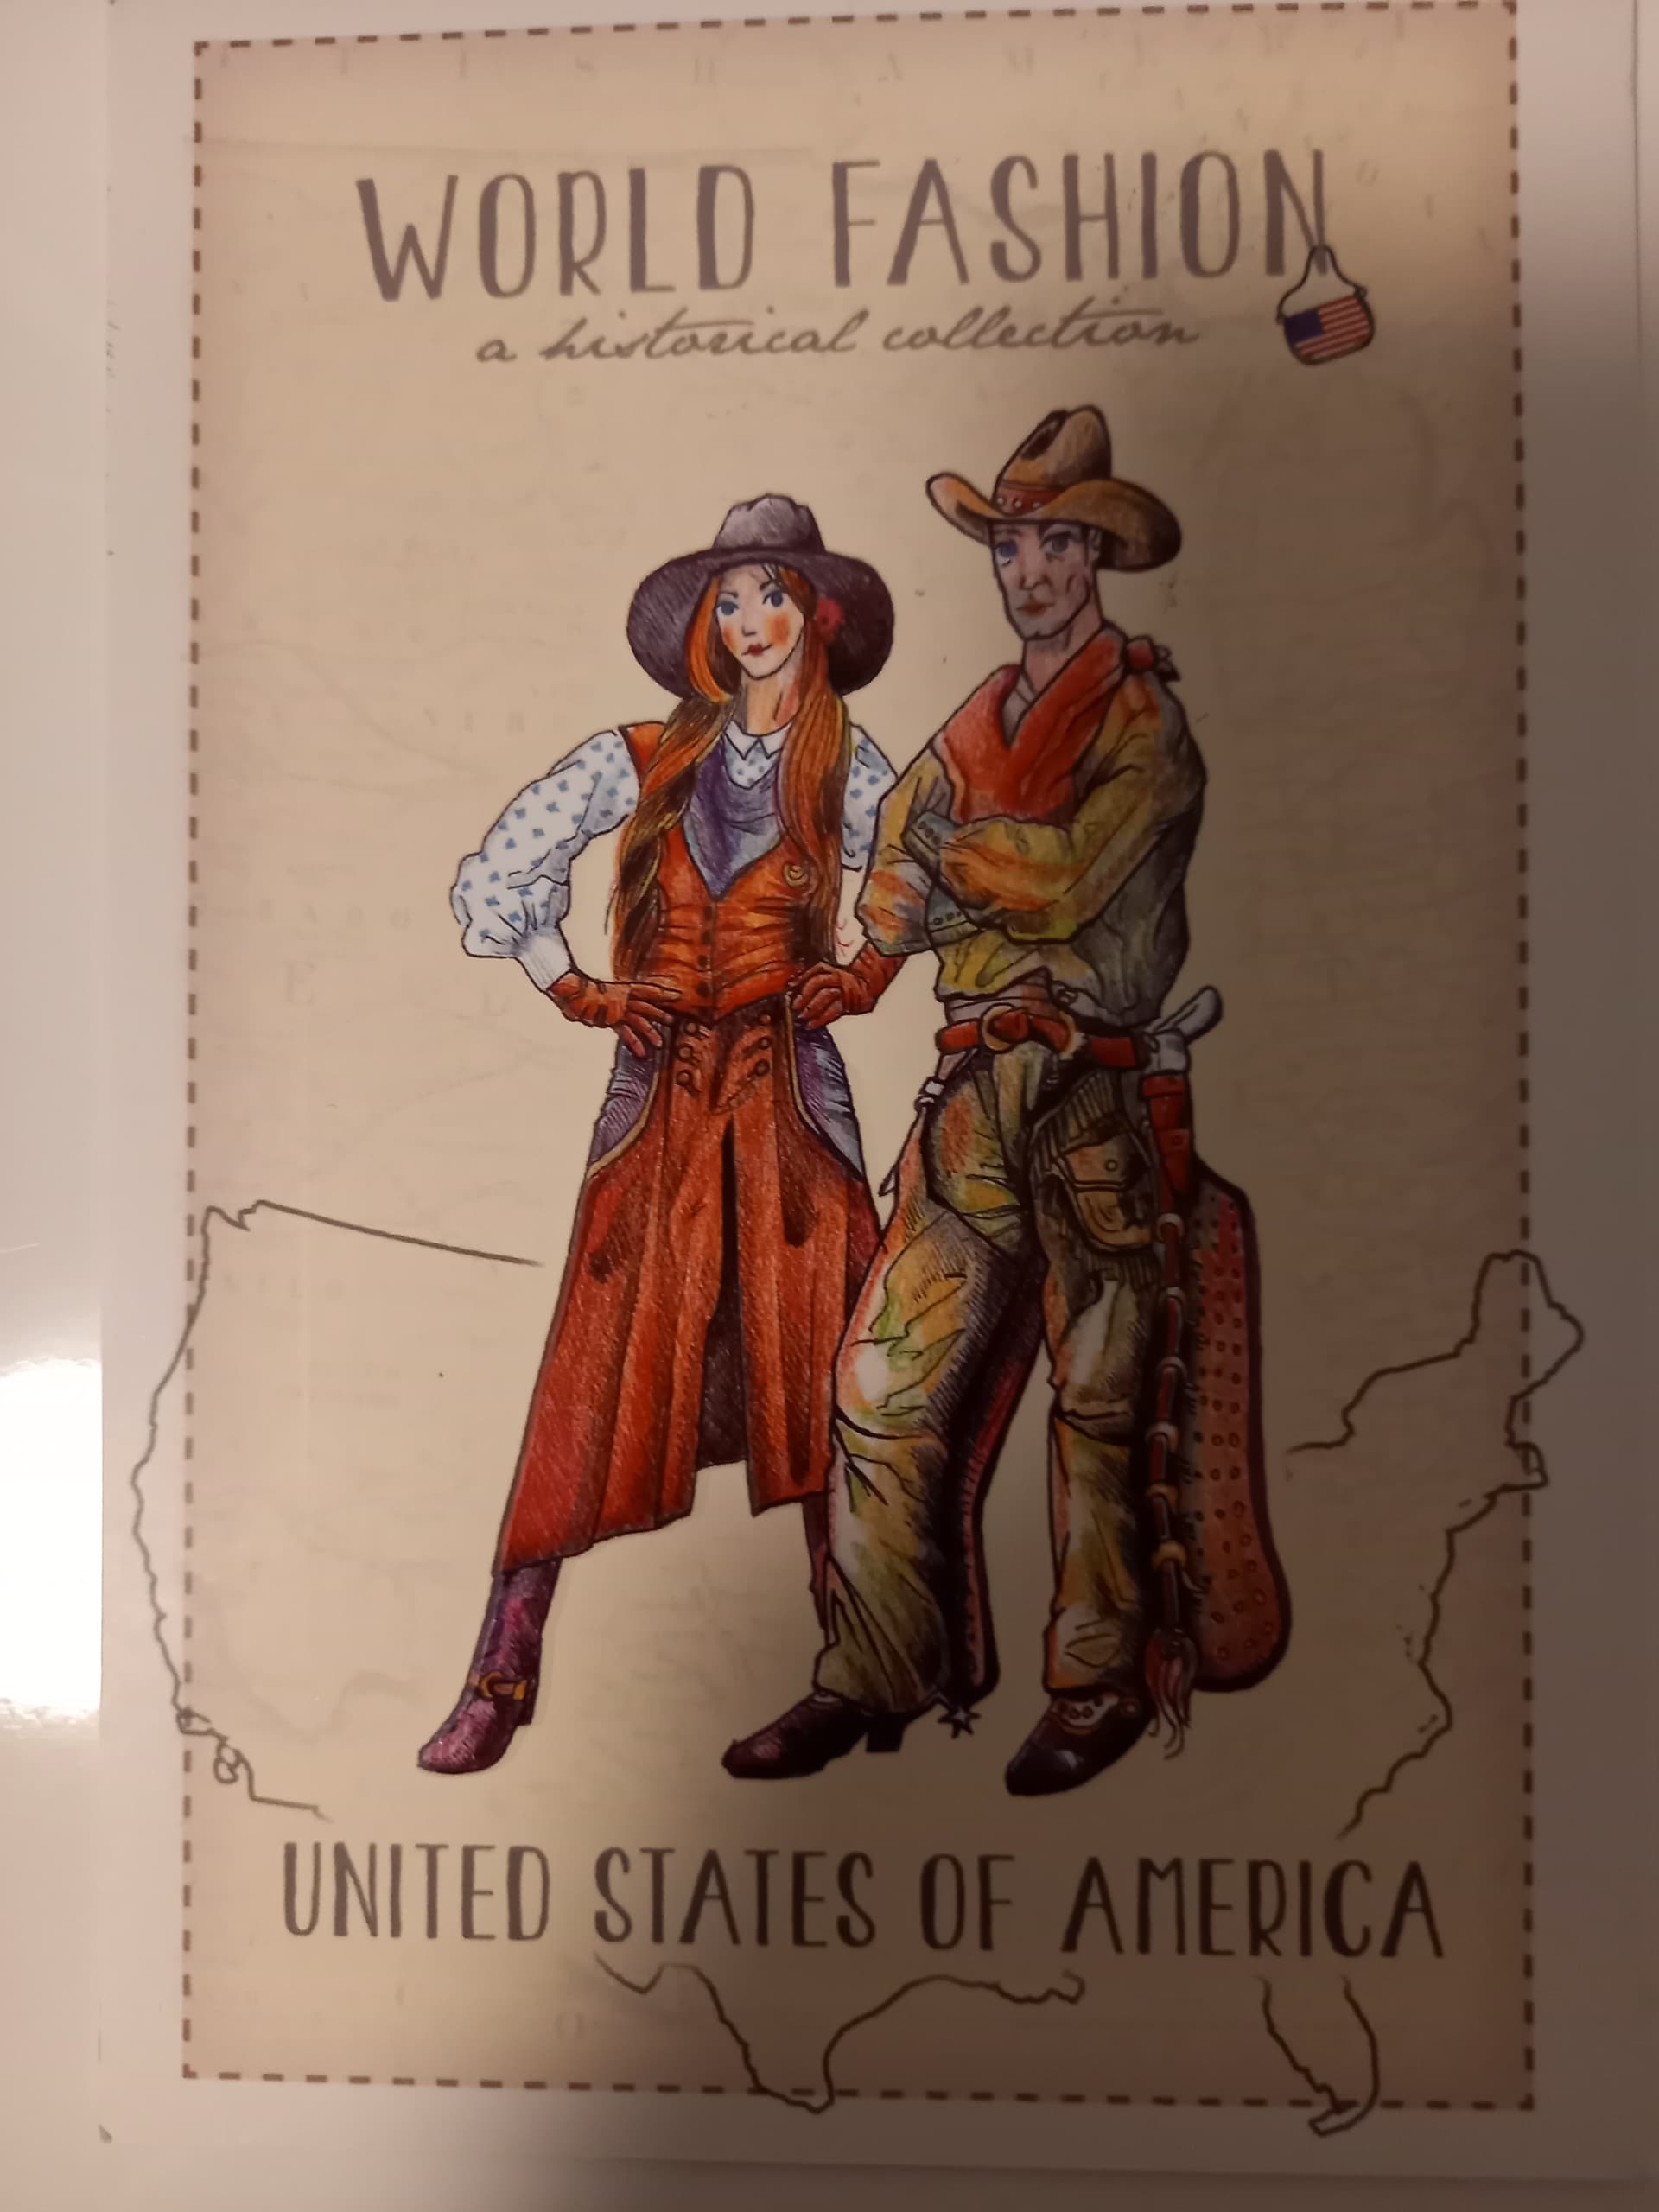 WORLD FASHION
a historical collection
UNITED STATES OF AMERICA